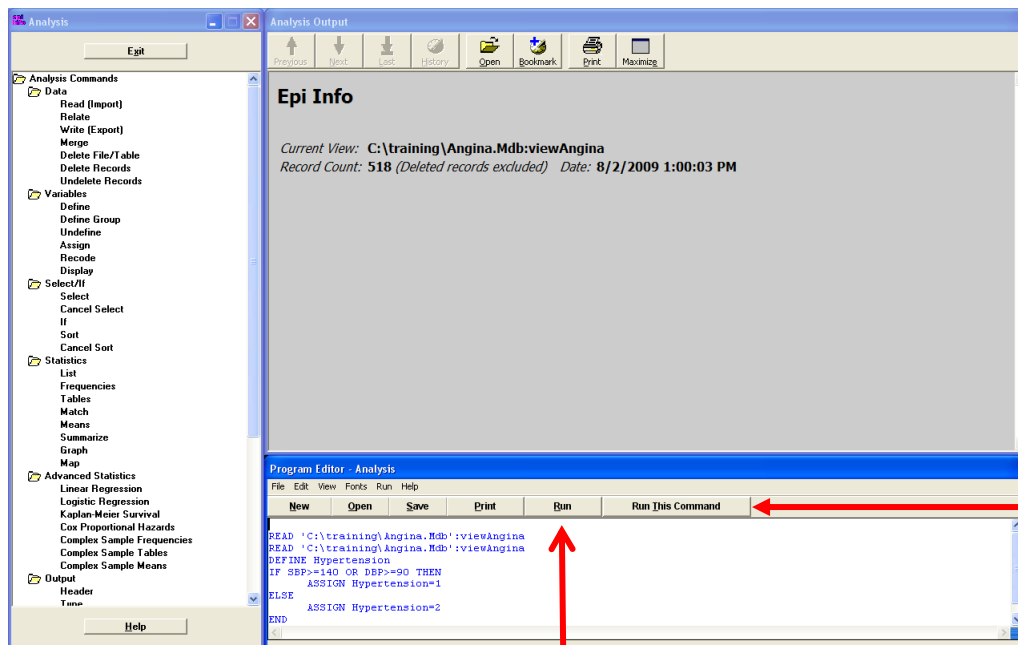 Analysis
Exit
Analysis Commands
Data
Read (Import)
Relate
Write (Export)
Merge
Delete File/Table
Delete Records
Undelete Records
Variables
Define
Define Group
Undefine
Assign
Recode
Display
Select/If
Select
Cancel Select
If
Sort
Cancel Sort
Statistics
List
Frequencies
Tables
Match
Means
Summarize
Graph
Map
Advanced Statistics
Linear Regression
Logistic Regression
Kaplan-Meier Survival
Cox Proportional Hazards
Complex Sample Frequencies
Complex Sample Tables
Complex Sample Means
Output
Header
Type
Help
Analysis Output
Previous Next Last History Open Bookmark Print Maximize
Epi Info
Current View: C:\training\Angina.Mdb:viewAngina
Record Count: 518 (Deleted records excluded) Date: 8/2/2009 1:00:03 PM
Program Editor - Analysis
File Edit View Fonts Run Help
New Open Save Print Run Run This Command
READ 'C:\training\Angina.Mdb':viewAngina
READ 'C:\training\Angina.Mdb':viewAngina
DEFINE Hypertension
IF SBP>=140 OR DBP>=90 THEN
ASSIGN Hypertension=1
ELSE
ASSIGN Hypertension=2
END